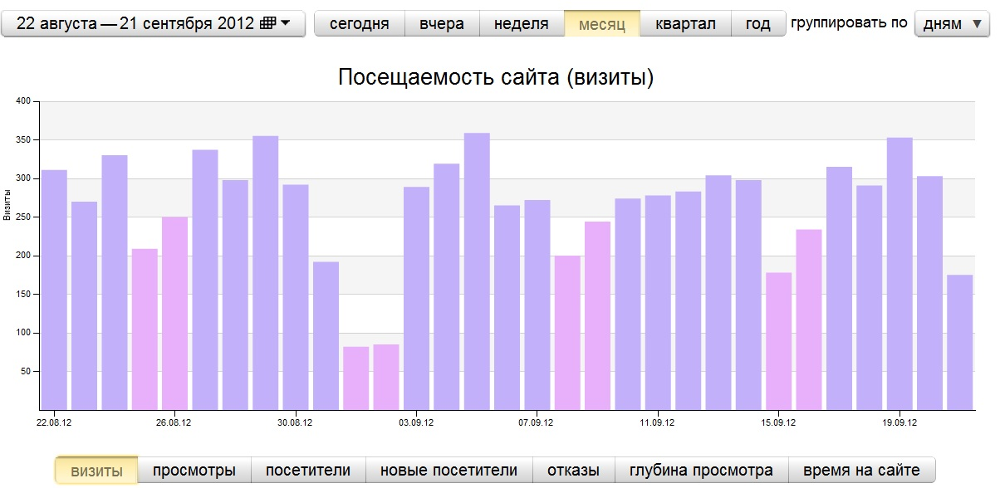 22 августа — 21 сентября 2012 сегодня вчера неделя месяц квартал год группировать по дням
Посещаемость сайта (визиты)
400
350
300
250
200
150
100
50
Визиты
22.08.12 26.08.12 30.08.12 03.09.12 07.09.12 11.09.12 15.09.12 19.09.12
визиты просмотры посетители новые посетители отказы глубина просмотра время на сайте